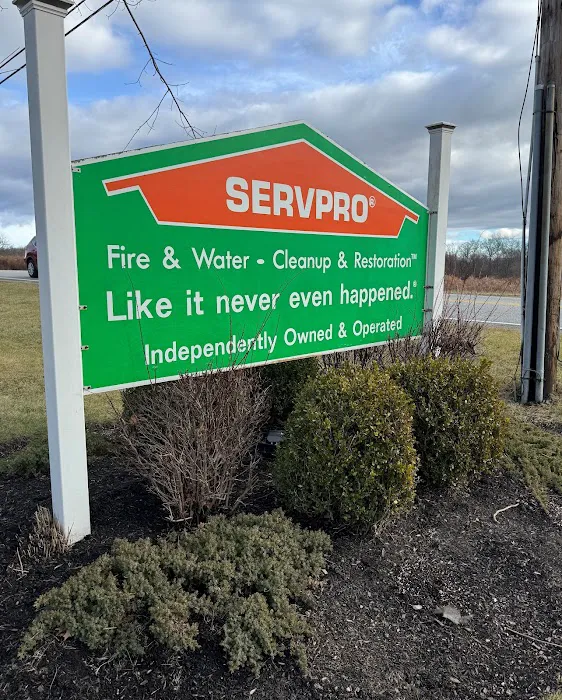 SERVPRO®
Fire & Water - Cleanup & Restoration™
Like it never even happened.®
Independently Owned & Operated